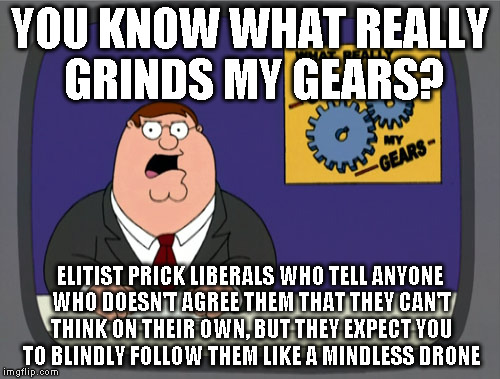 YOU KNOW WHAT REALLY
GRINDS MY GEARS?
WHAT REALLY
MY
GEARS
ELITIST PRICK LIBERALS WHO TELL ANYONE
WHO DOESN'T AGREE THEM THAT THEY CAN'T
THINK ON THEIR OWN, BUT THEY EXPECT YOU
TO BLINDLY FOLLOW THEM LIKE A MINDLESS DRONE
imgflip.com